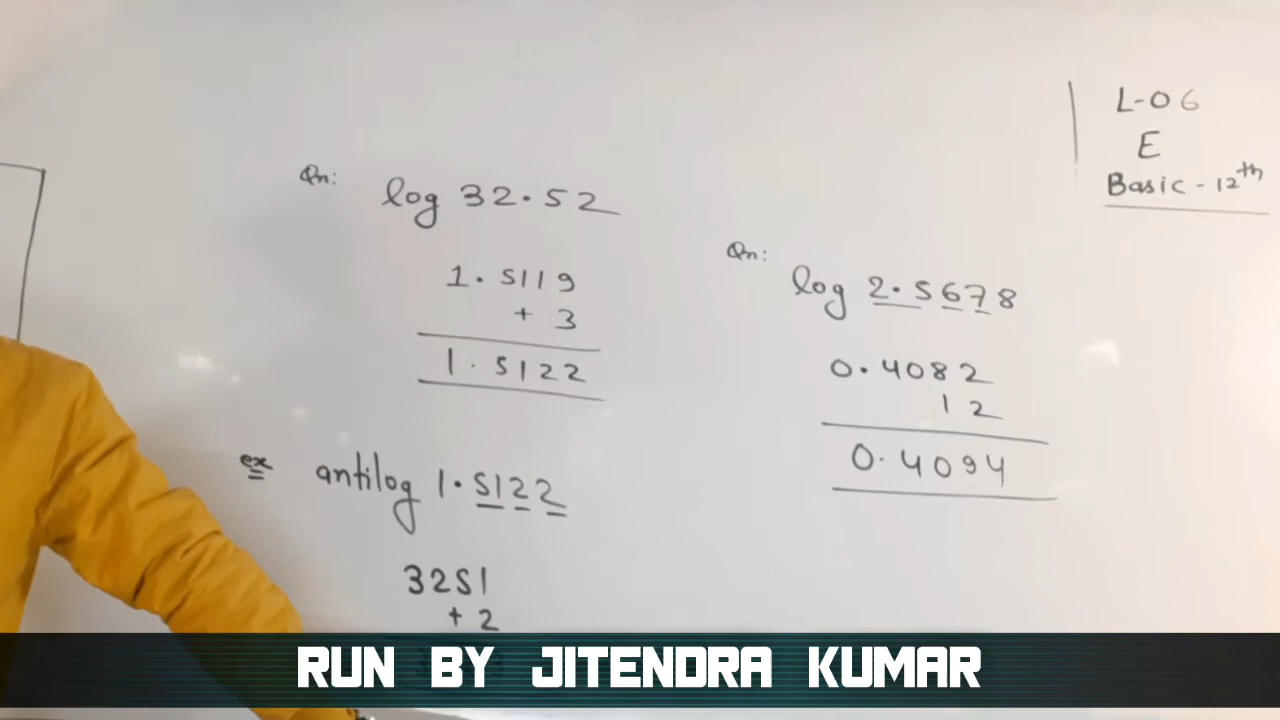 L-06
E
Basic - 12th
Qn: log 32.52
1.5119
+ 3
1.5122
Qn: log 2.5678
0.4082
12
0.4094
ex antilog 1.5122
3251
+ 2
RUN BY JITENDRA KUMAR